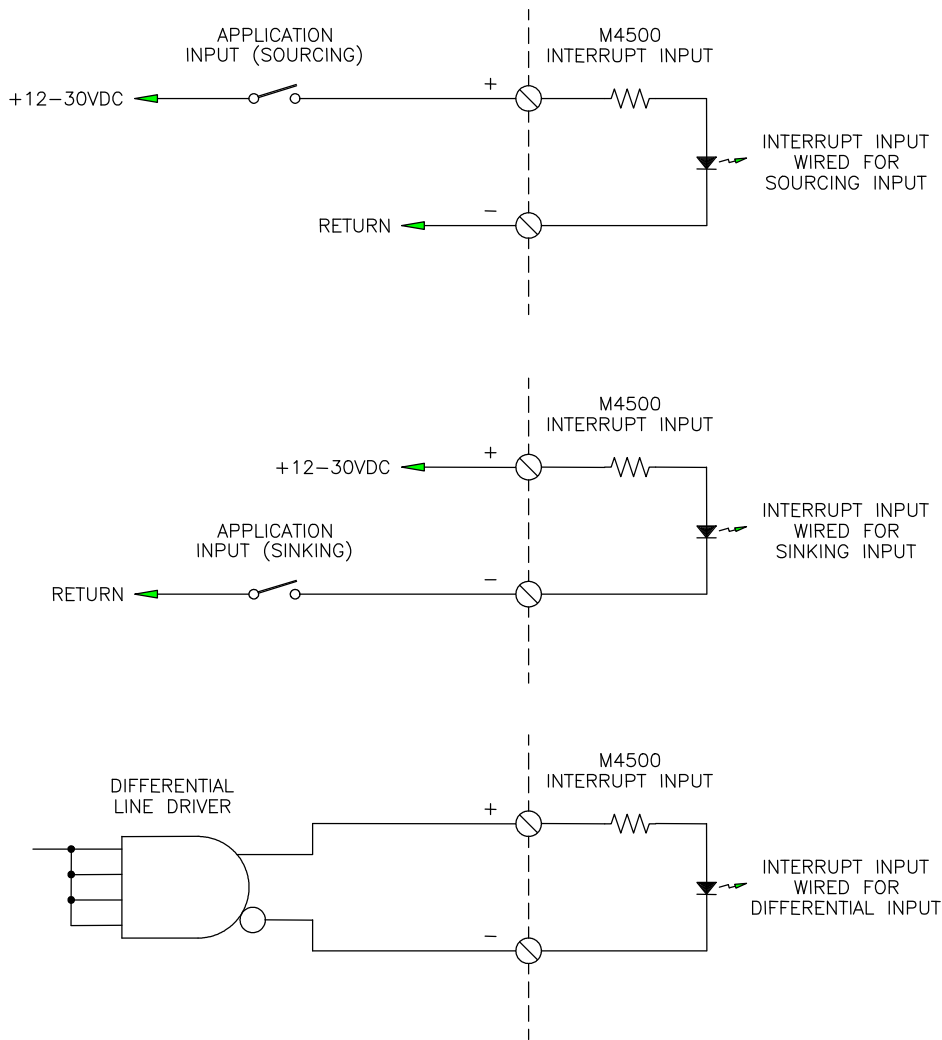 APPLICATION
INPUT (SOURCING)
M4500
INTERRUPT INPUT
+12-30VDC
+
INTERRUPT INPUT
WIRED FOR
SOURCING INPUT
RETURN
-
M4500
INTERRUPT INPUT
+12-30VDC
+
INTERRUPT INPUT
WIRED FOR
SINKING INPUT
APPLICATION
INPUT (SINKING)
RETURN
-
M4500
INTERRUPT INPUT
DIFFERENTIAL
LINE DRIVER
+
INTERRUPT INPUT
WIRED FOR
DIFFERENTIAL INPUT
-